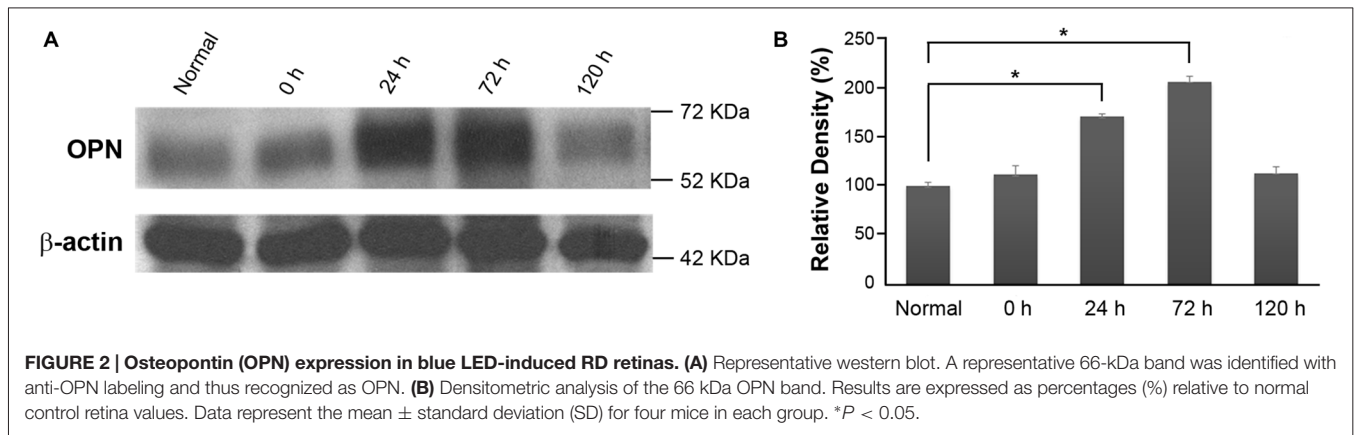 A
Normal
0 h
24 h
72 h
120 h
OPN
72 KDa
52 KDa
β-actin
42 KDa
B
Relative Density (%)
250
200
150
100
50
0
*
*
Normal 0 h 24 h 72 h 120 h
FIGURE 2 | Osteopontin (OPN) expression in blue LED-induced RD retinas. (A) Representative western blot. A representative 66-kDa band was identified with
anti-OPN labeling and thus recognized as OPN. (B) Densitometric analysis of the 66 kDa OPN band. Results are expressed as percentages (%) relative to normal
control retina values. Data represent the mean ± standard deviation (SD) for four mice in each group. *P < 0.05.